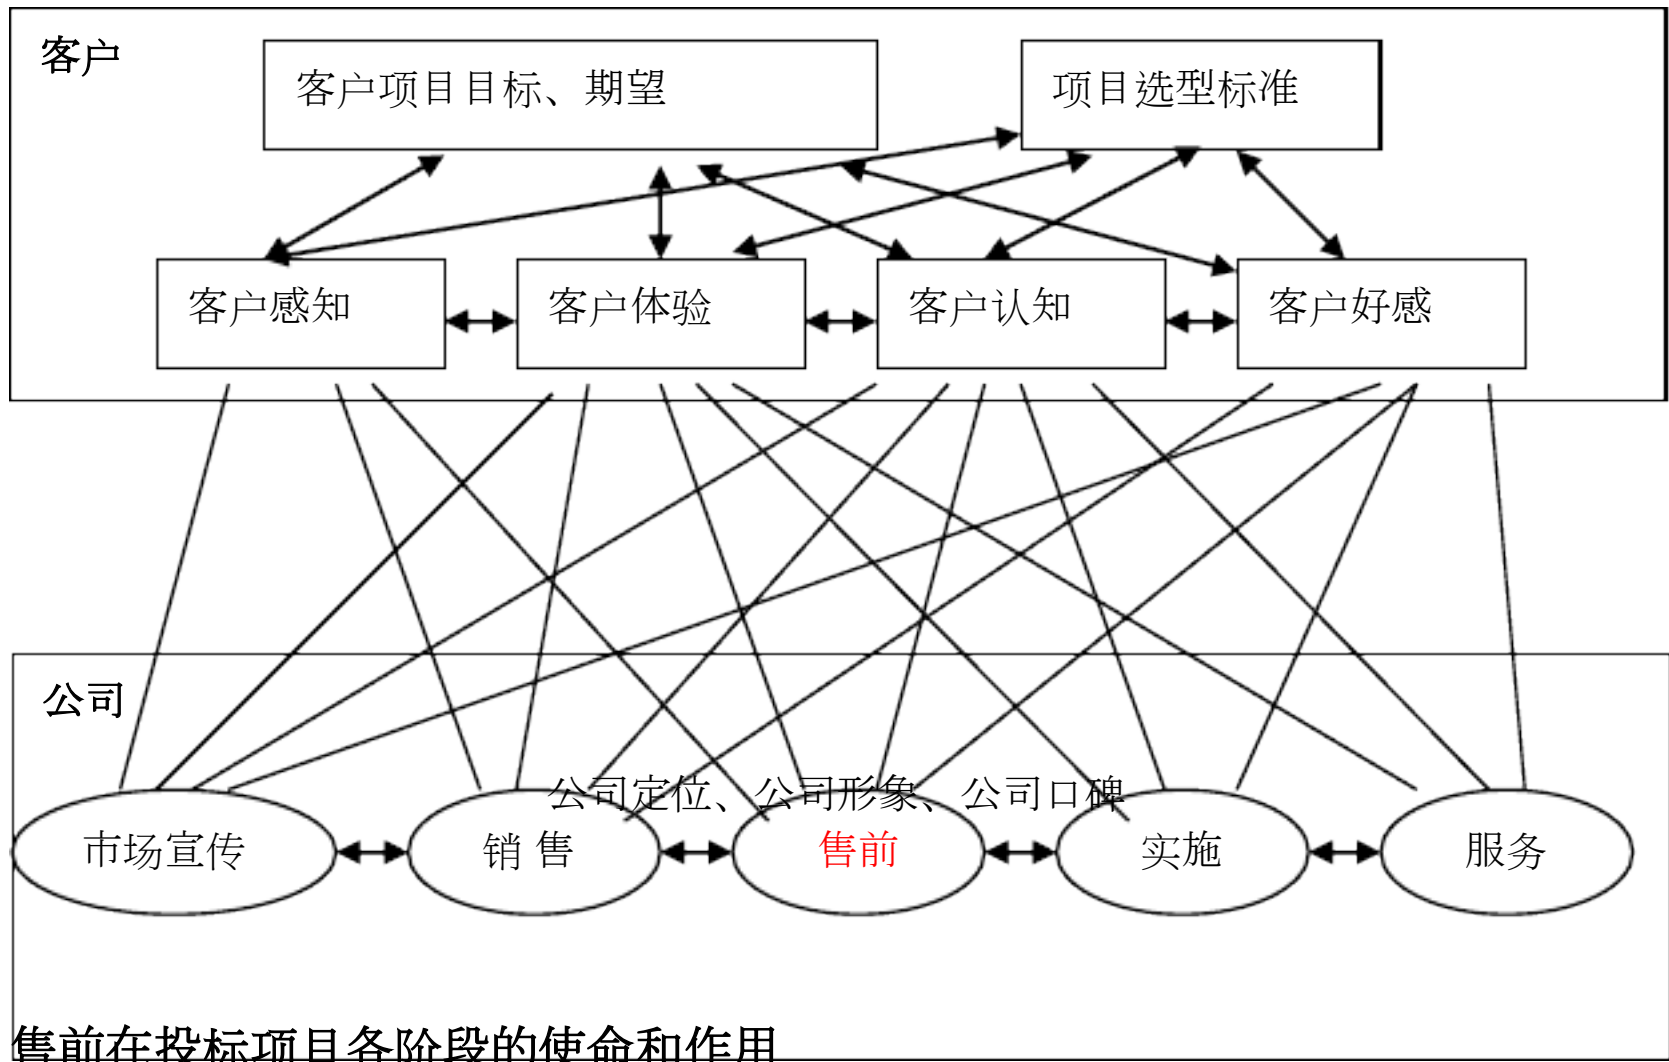 客户
客户项目目标、期望
项目选型标准
客户感知
客户体验
客户认知
客户好感
公司
公司定位、公司形象、公司口碑
市场宣传
销 售
售前
实施
服务
售前在投标项目各阶段的使命和作用